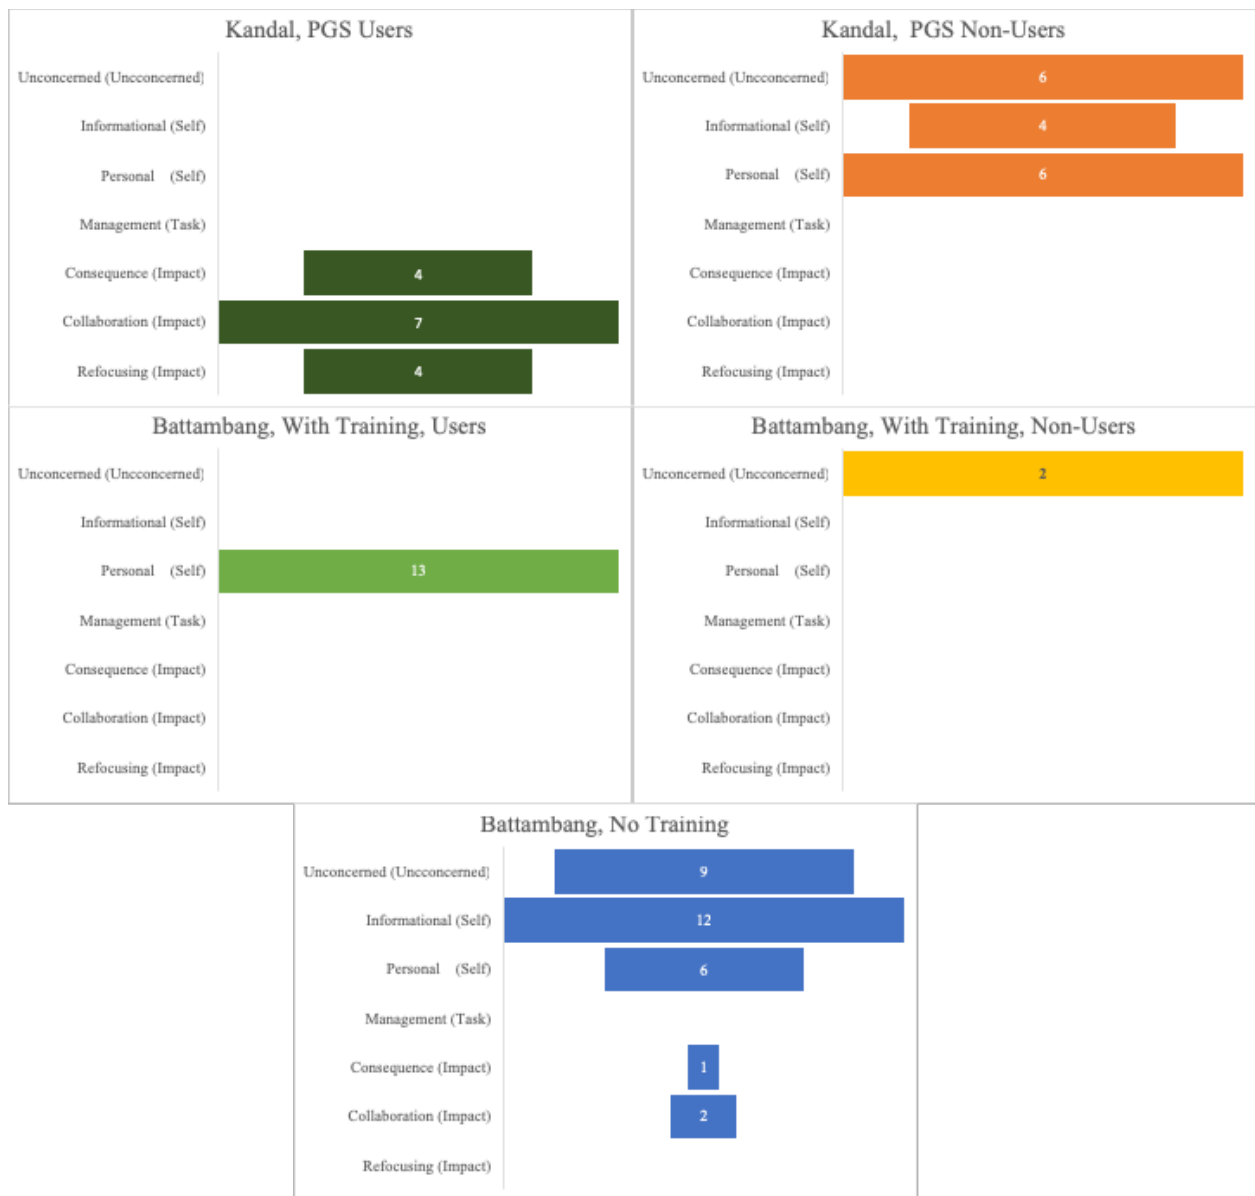 Kandal, PGS Users
Unconcerned (Uncconcerned)
Informational (Self)
Personal (Self)
Management (Task)
Consequence (Impact)
4
Collaboration (Impact)
7
Refocusing (Impact)
4
Kandal, PGS Non-Users
Unconcerned (Uncconcerned)
6
Informational (Self)
4
Personal (Self)
6
Management (Task)
Consequence (Impact)
Collaboration (Impact)
Refocusing (Impact)
Battambang, With Training, Users
Unconcerned (Uncconcerned)
Informational (Self)
Personal (Self)
13
Management (Task)
Consequence (Impact)
Collaboration (Impact)
Refocusing (Impact)
Battambang, With Training, Non-Users
Unconcerned (Uncconcerned)
2
Informational (Self)
Personal (Self)
Management (Task)
Consequence (Impact)
Collaboration (Impact)
Refocusing (Impact)
Battambang, No Training
Unconcerned (Uncconcerned)
9
Informational (Self)
12
Personal (Self)
6
Management (Task)
Consequence (Impact)
1
Collaboration (Impact)
2
Refocusing (Impact)